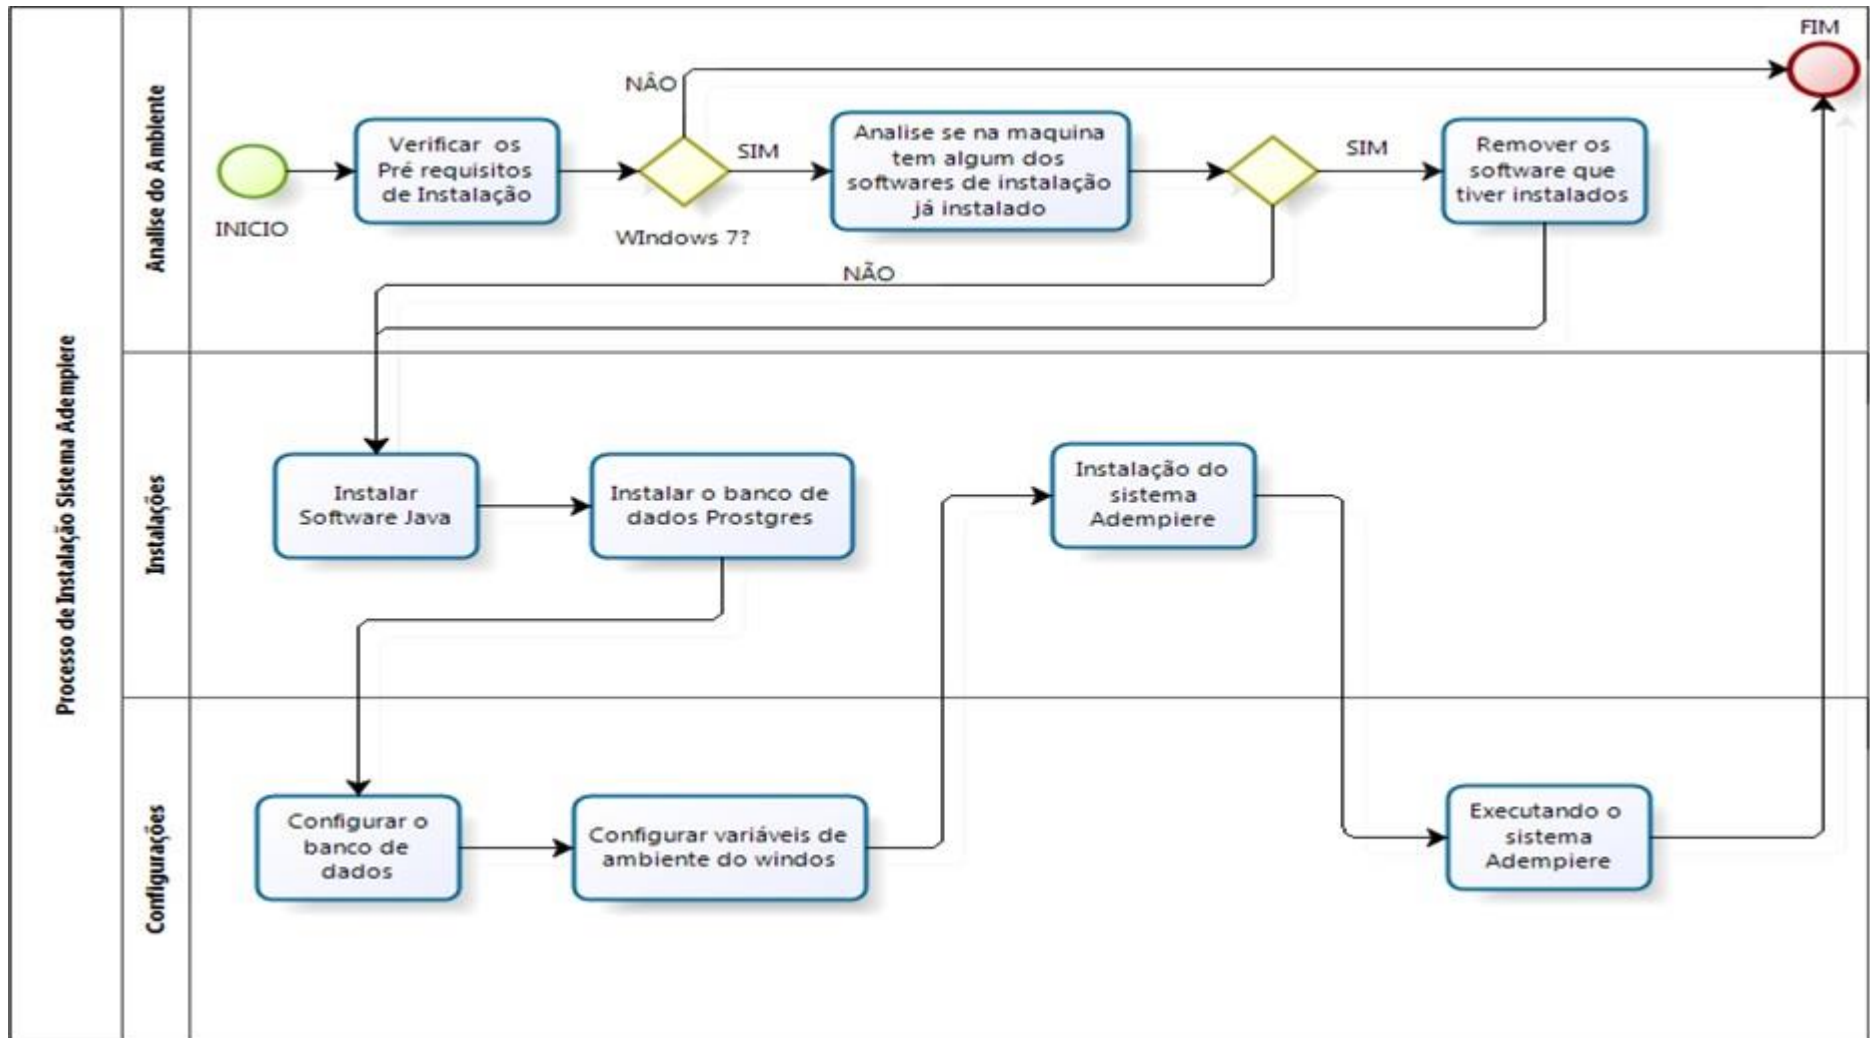 Processo de Instalação Sistema Adempiere
Analise do Ambiente
INICIO
Verificar os
Pré requisitos
de Instalação
NÂO
SIM
WIndows 7?
Analise se na maquina
tem algum dos
softwares de instalação
já instalado
SIM
NÃO
Remover os
software que
tiver instalados
FIM
Instalações
Instalar
Software Java
Instalar o banco de
dados Prostgres
Instalação do
sistema
Adempiere
Configurações
Configurar o
banco de
dados
Configurar variáveis de
ambiente do windos
Executando o
sistema
Adempiere